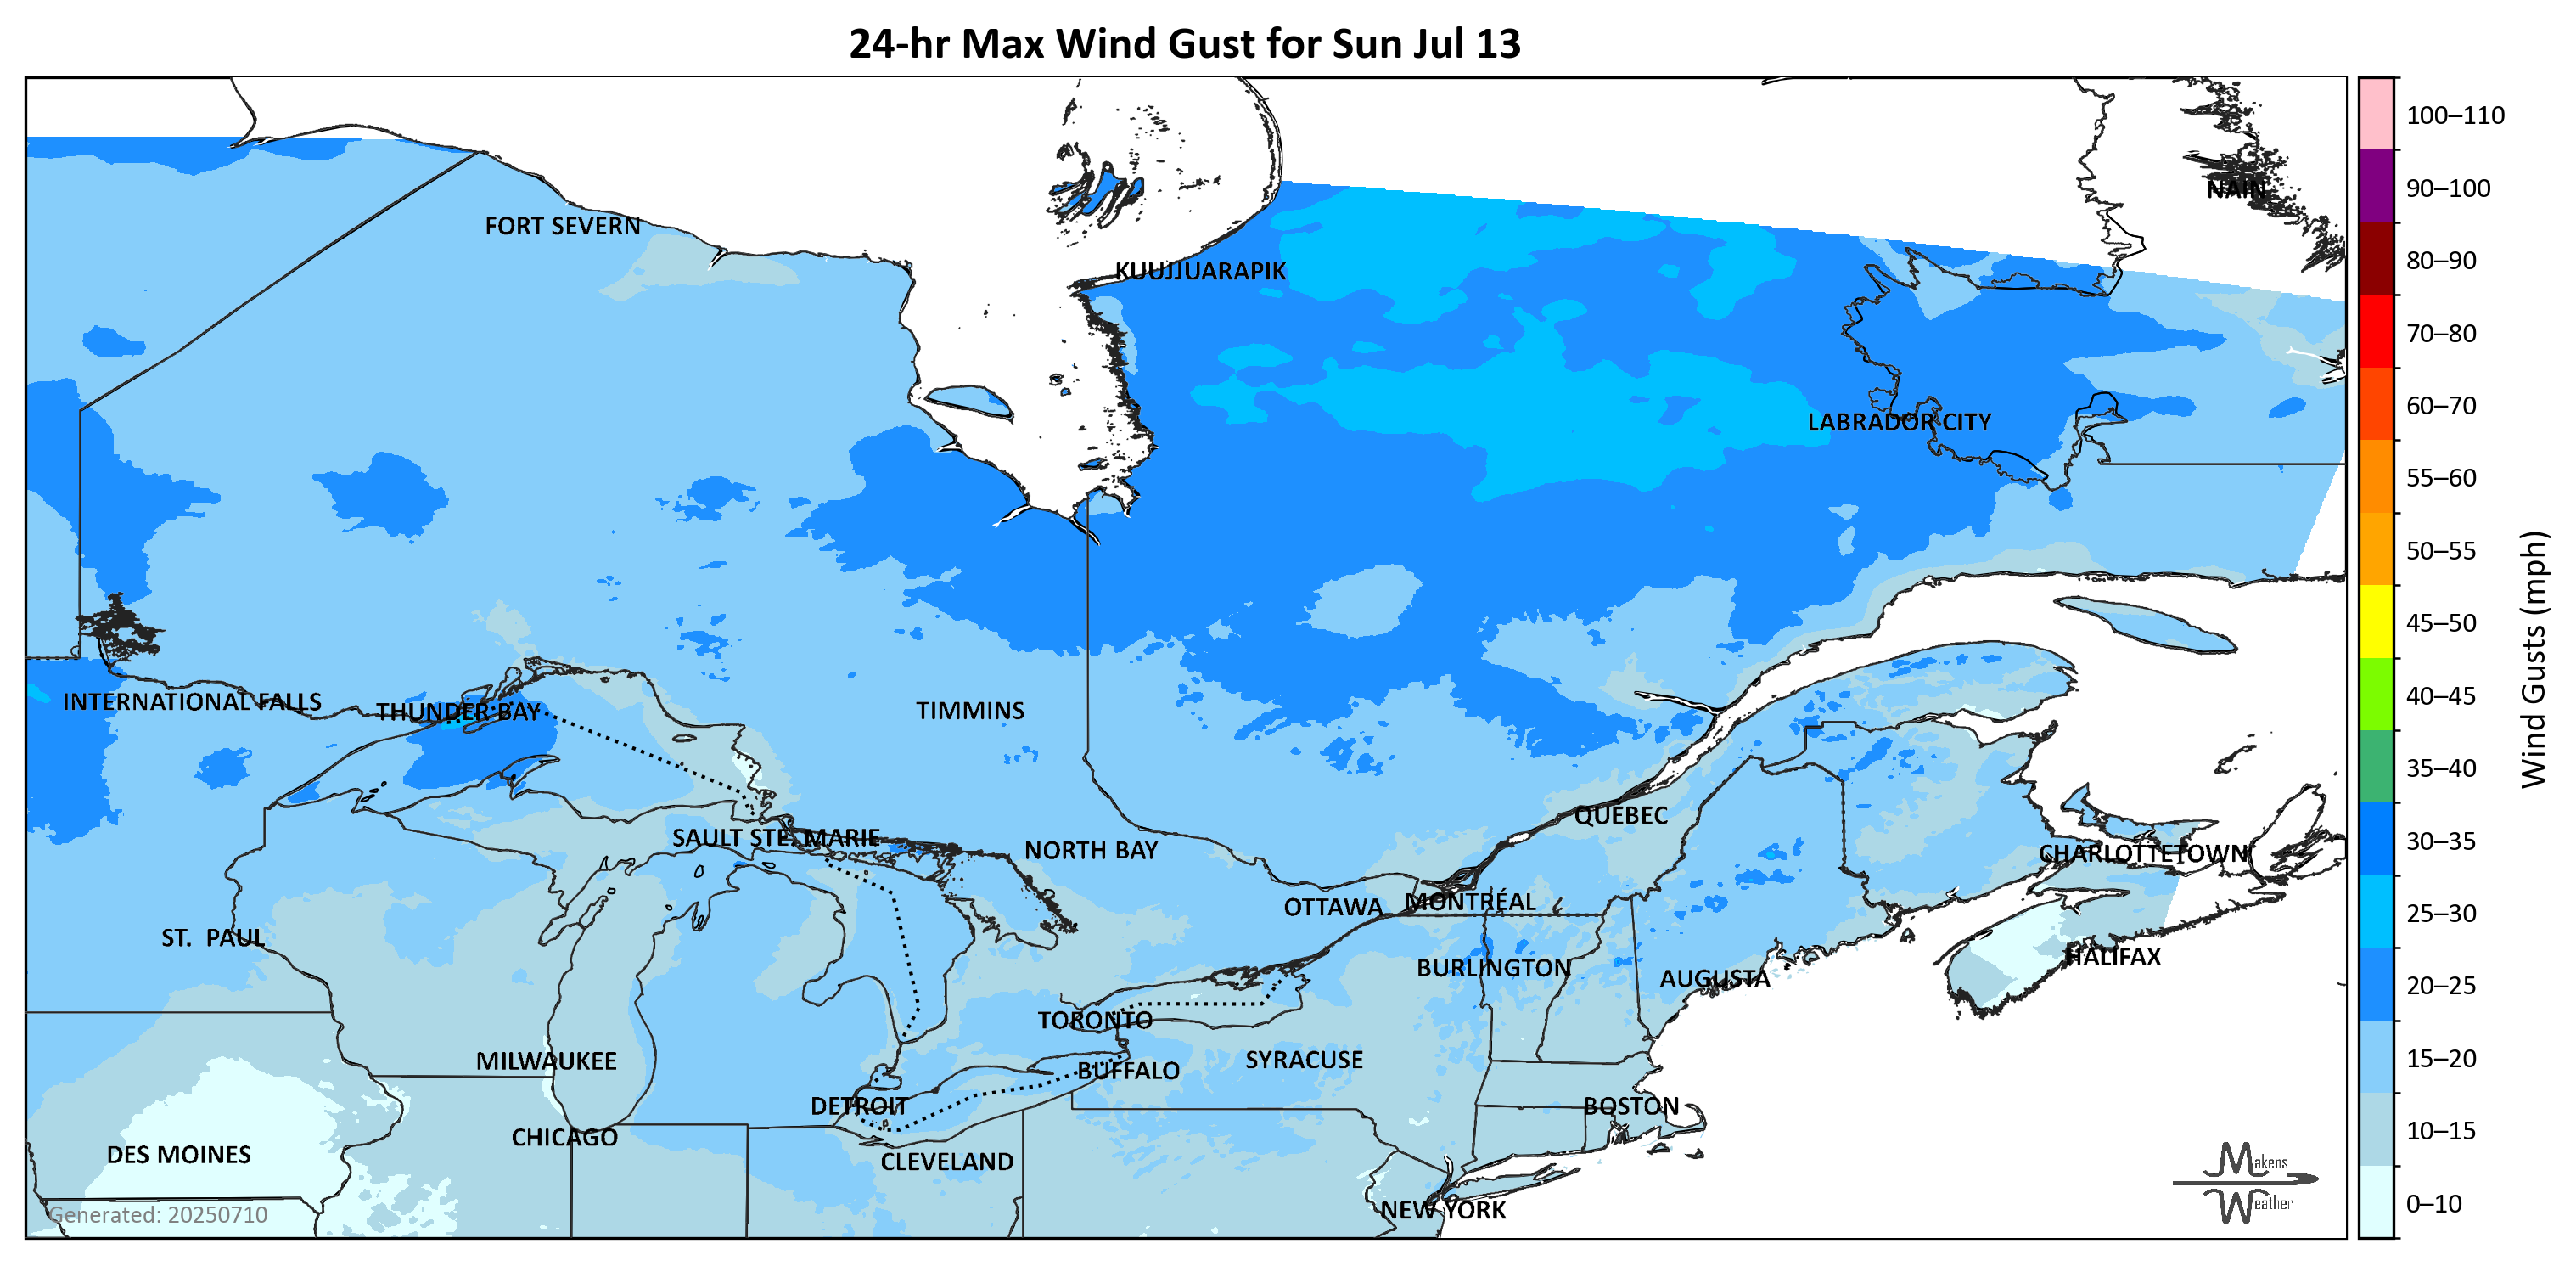 24-hr Max Wind Gust for Sun Jul 13
100–110
90–100
NAIN
FORT SEVERN
80–90
KUUJJUARAPIK
70–80
60–70
LABRADOR CITY
55–60
50–55
45–50
Wind Gusts (mph)
40–45
INTERNATIONAL FALLS
THUNDER BAY
TIMMINS
35–40
QUEBEC
30–35
SAULT STE. MARIE
NORTH BAY
CHARLOTTETOWN
OTTAWA
MONTRÉAL
25–30
ST. PAUL
HALIFAX
BURLINGTON
AUGUSTA
20–25
TORONTO
MILWAUKEE
SYRACUSE
15–20
BUFFALO
DETROIT
BOSTON
CHICAGO
10–15
DES MOINES
CLEVELAND
Makens
Weather
NEW YORK
0–10
Generated: 20250710